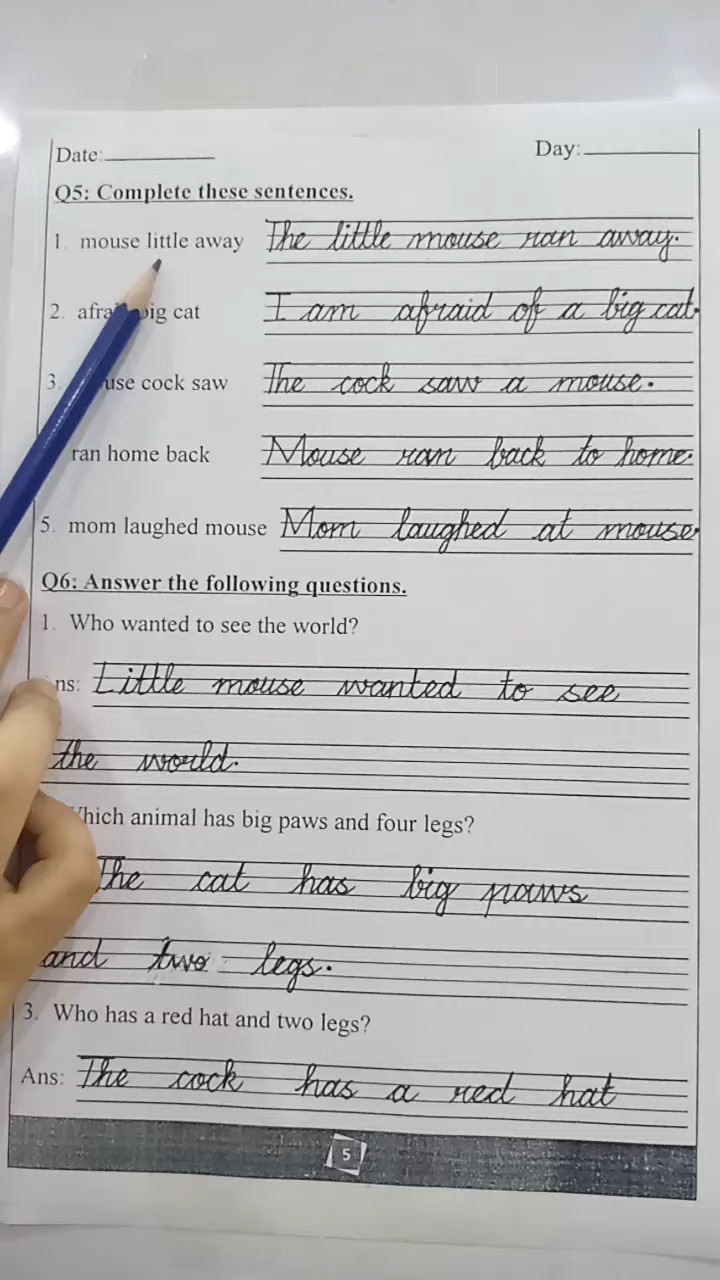 Date: Day:
Q5: Complete these sentences.
1. mouse little away The little mouse ran away.
2. big cat I am afraid of a big cat.
3. cock saw The cock saw a mouse.
ran home back Mouse ran back to home.
5. mom laughed mouse Mom laughed at mouse.
Q6: Answer the following questions.
1. Who wanted to see the world?
ns: Little mouse wanted to see
the world.
Which animal has big paws and four legs?
The cat has big paws
and two legs.
3. Who has a red hat and two legs?
Ans: The cock has a red hat
5